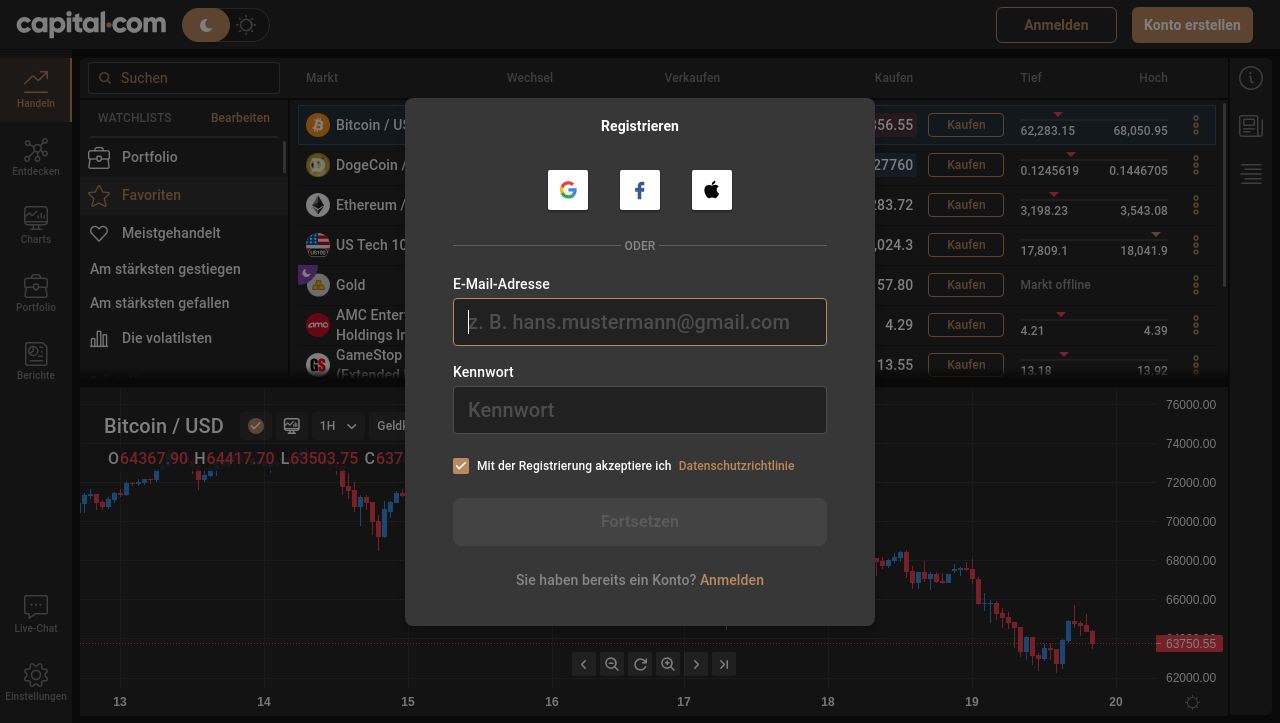 capital.com
Anmelden
Konto erstellen
Handeln
Entdecken
Charts
Portfolio
Berichte
Live-Chat
Einstellungen
Suchen
Markt Wechsel Verkaufen Kaufen Tief Hoch
WATCHLISTS Bearbeiten
Portfolio
Favoriten
Meistgehandelt
Am stärksten gestiegen
Am stärksten gefallen
Die volatilsten
Bitcoin / US 56.55 Kaufen 62,283.15 68,050.95
DogeCoin / 27760 Kaufen 0.1245619 0.1446705
Ethereum / 283.72 Kaufen 3,198.23 3,543.08
US Tech 10 ,024.3 Kaufen 17,809.1 18,041.9
Gold 57.80 Kaufen Markt offline
AMC Enter
Holdings In 4.29 Kaufen 4.21 4.39
GameStop
(Extended 13.55 Kaufen 13.18 13.92
Registrieren
ODER
E-Mail-Adresse
z. B. hans.mustermann@gmail.com
Kennwort
Kennwort
Mit der Registrierung akzeptiere ich Datenschutzrichtlinie
Fortsetzen
Sie haben bereits ein Konto? Anmelden
Bitcoin / USD 1H Geldk
O64367.90 H64417.70 L63503.75 C637
76000.00
74000.00
72000.00
70000.00
68000.00
66000.00
63750.55
62000.00
13 14 15 16 17 18 19 20